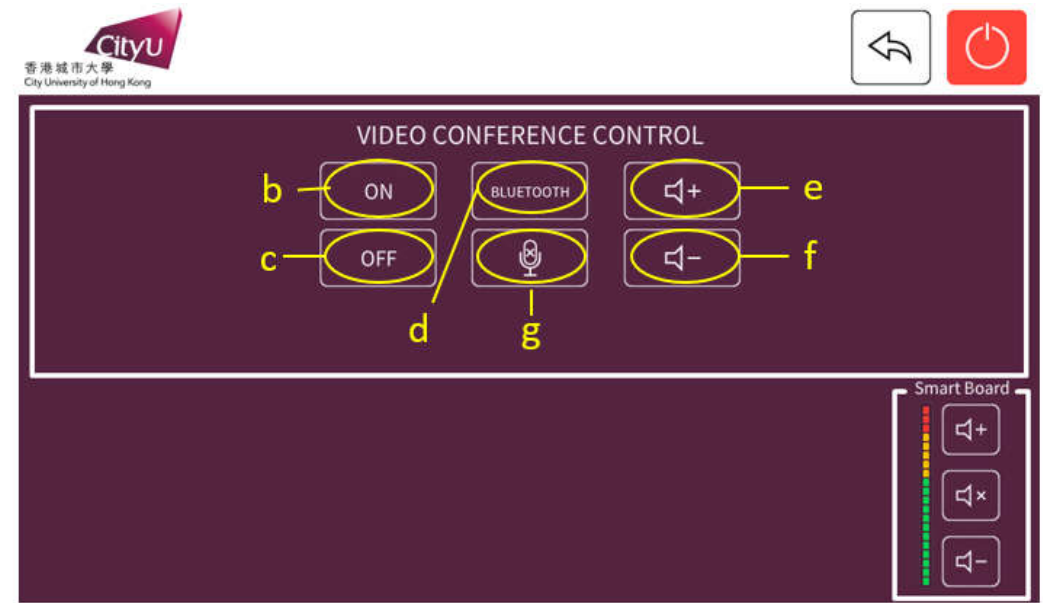 CityU
香港城市大學
City University of Hong Kong
VIDEO CONFERENCE CONTROL
b ON BLUETOOTH + e
c OFF − f
d g
Smart Board
+
×
−